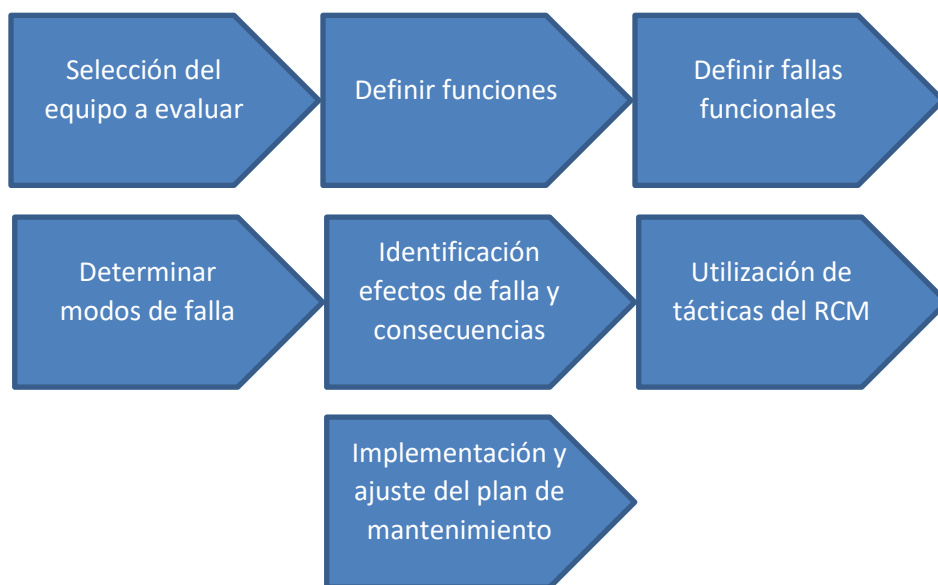 Selección del
equipo a evaluar
Definir funciones
Definir fallas
funcionales
Determinar
modos de falla
Identificación
efectos de falla y
consecuencias
Utilización de
tácticas del RCM
Implementación y
ajuste del plan de
mantenimiento